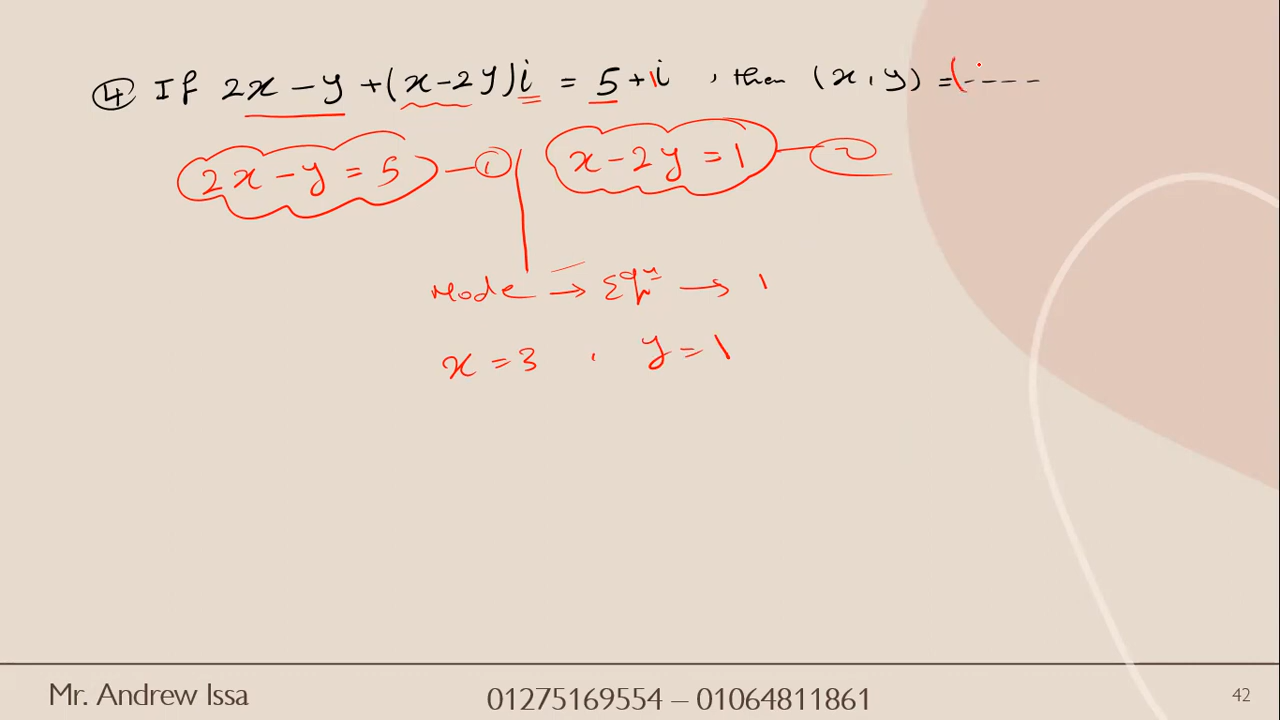 ④ If 2x - y + (x - 2y)i = 5 + 1i , then (x , y) = (-----
2x - y = 5 — ① x - 2y = 1 — ②
Mode → Eqⁿ → 1
x = 3 , y = 1
Mr. Andrew Issa 01275169554 – 01064811861 42